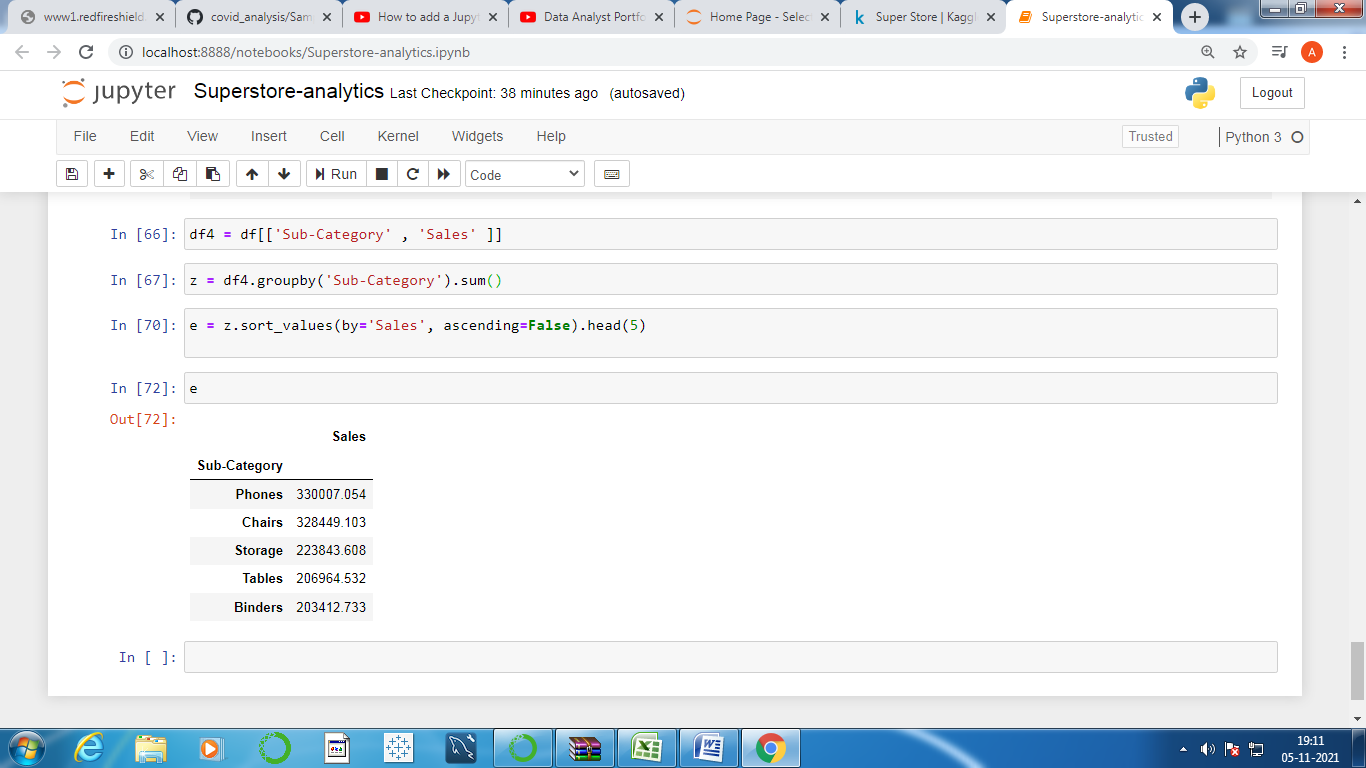 www1.redfireshield. covid_analysis/Sam How to add a Jupyt Data Analyst Portfo Home Page - Select Super Store | Kaggl Superstore-analytic
localhost:8888/notebooks/Superstore-analytics.ipynb A
jupyter Superstore-analytics Last Checkpoint: 38 minutes ago (autosaved) Logout
File Edit View Insert Cell Kernel Widgets Help Trusted Python 3
Run Code
In [66]: df4 = df[['Sub-Category' , 'Sales' ]]
In [67]: z = df4.groupby('Sub-Category').sum()
In [70]: e = z.sort_values(by='Sales', ascending=False).head(5)
In [72]: e
Out[72]:
Sales
Sub-Category
Phones 330007.054
Chairs 328449.103
Storage 223843.608
Tables 206964.532
Binders 203412.733
In [ ]:
19:11
05-11-2021